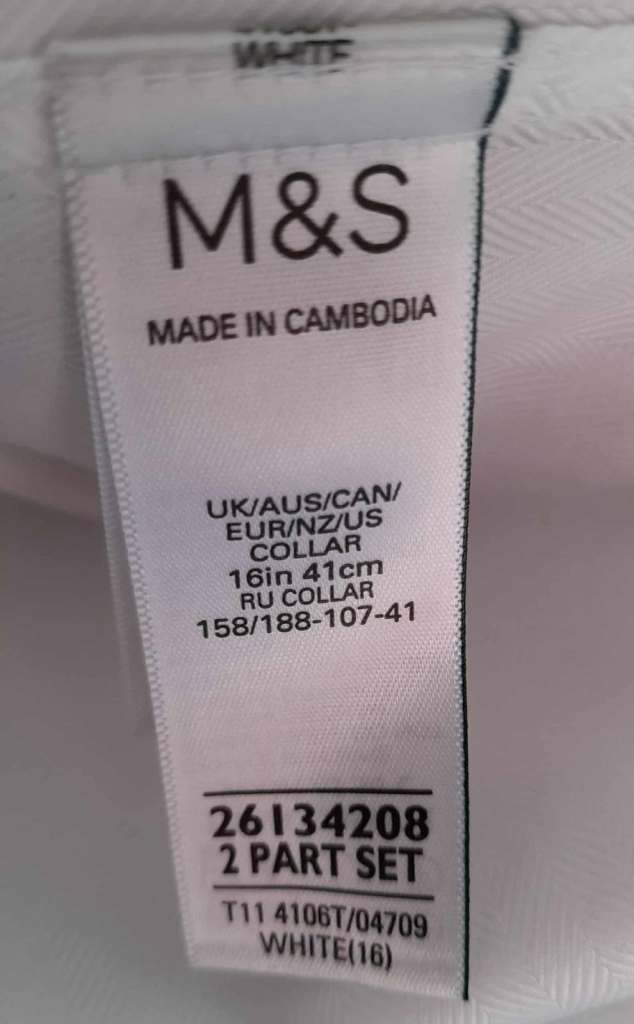 WHITE
M&S
MADE IN CAMBODIA
UK/AUS/CAN/
EUR/NZ/US
COLLAR
16in 41cm
RU COLLAR
158/188-107-41
26134208
2 PART SET
T11 4106T/04709
WHITE(16)